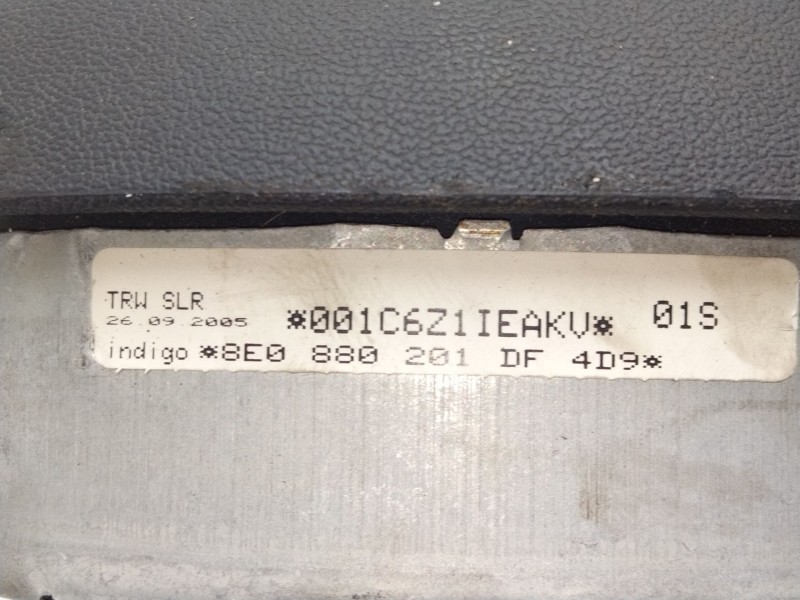 TRW SLR
26.09.2005 *001C6Z1IEAKV* 01S
indigo *8E0 880 201 DF 4D9*